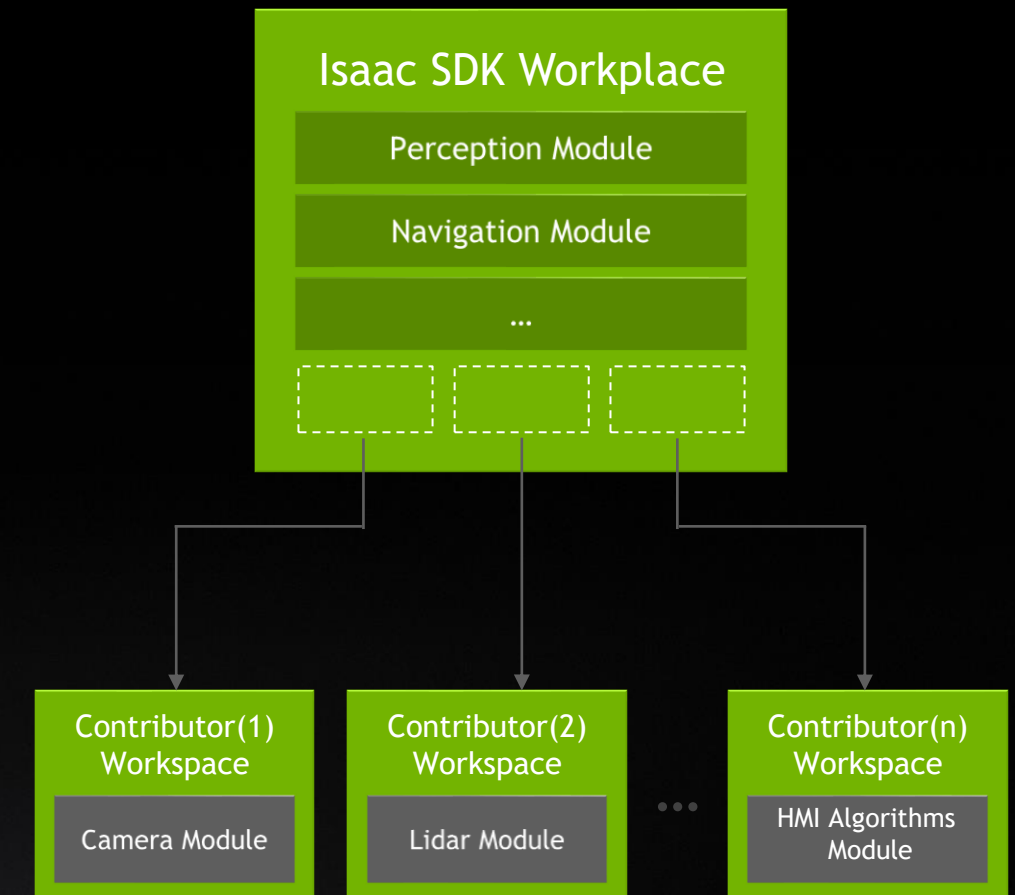 Isaac SDK Workplace
Perception Module
Navigation Module
...
Contributor(1)
Workspace
Camera Module
Contributor(2)
Workspace
Lidar Module
...
Contributor(n)
Workspace
HMI Algorithms
Module